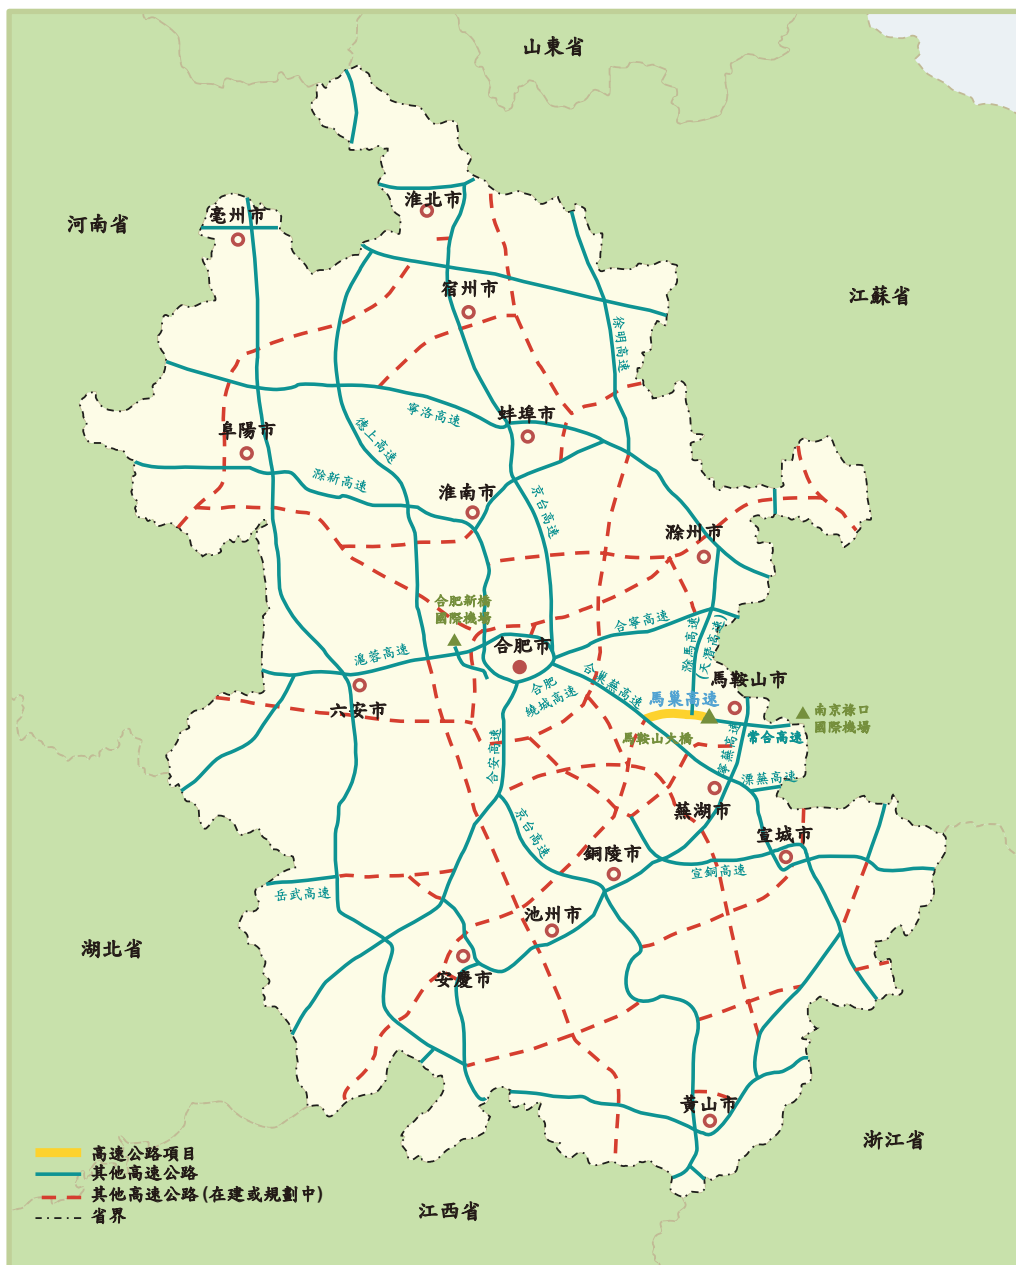 山東省
淮北市
亳州市
河南省
宿州市
江蘇省
徐明高速
寧洛高速
蚌埠市
德上高速
阜陽市
滁新高速
淮南市
京台高速
滁州市
合肥新橋
國際機場
合寧高速
滁馬高速
(天潛高速)
合肥市
滬蓉高速
合巢蕪高速
馬鞍山市
合肥
繞城高速
馬巢高速
六安市
南京祿口
國際機場
馬鞍山大橋
常合高速
寧蕪高速
合安高速
溧蕪高速
蕪湖市
京台高速
宣城市
銅陵市
宣銅高速
岳武高速
池州市
湖北省
安慶市
黃山市
浙江省
高速公路項目
其他高速公路
其他高速公路(在建或規劃中)
省界
江西省